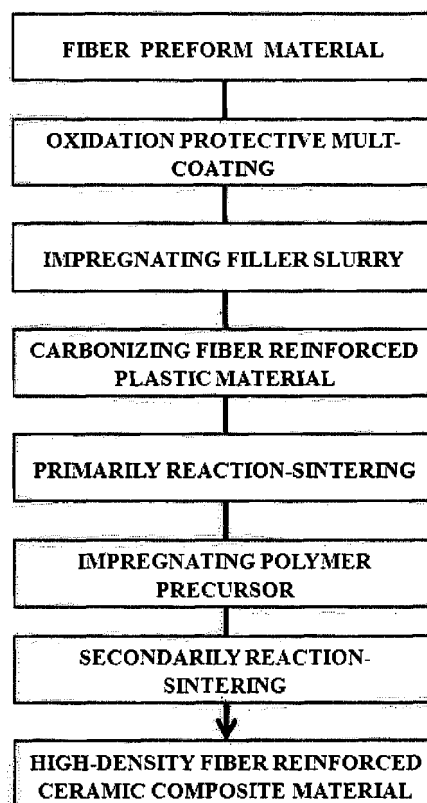 FIBER PREFORM MATERIAL
OXIDATION PROTECTIVE MULT-
COATING
IMPREGNATING FILLER SLURRY
CARBONIZING FIBER REINFORCED
PLASTIC MATERIAL
PRIMARILY REACTION-SINTERING
IMPREGNATING POLYMER
PRECURSOR
SECONDARILY REACTION-
SINTERING
HIGH-DENSITY FIBER REINFORCED
CERAMIC COMPOSITE MATERIAL